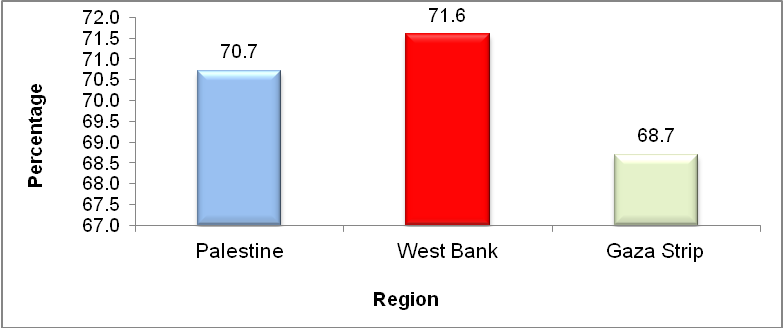 Percentage
72.0
71.5
71.0
70.5
70.0
69.5
69.0
68.5
68.0
67.5
67.0
70.7
71.6
68.7
Palestine
West Bank
Gaza Strip
Region